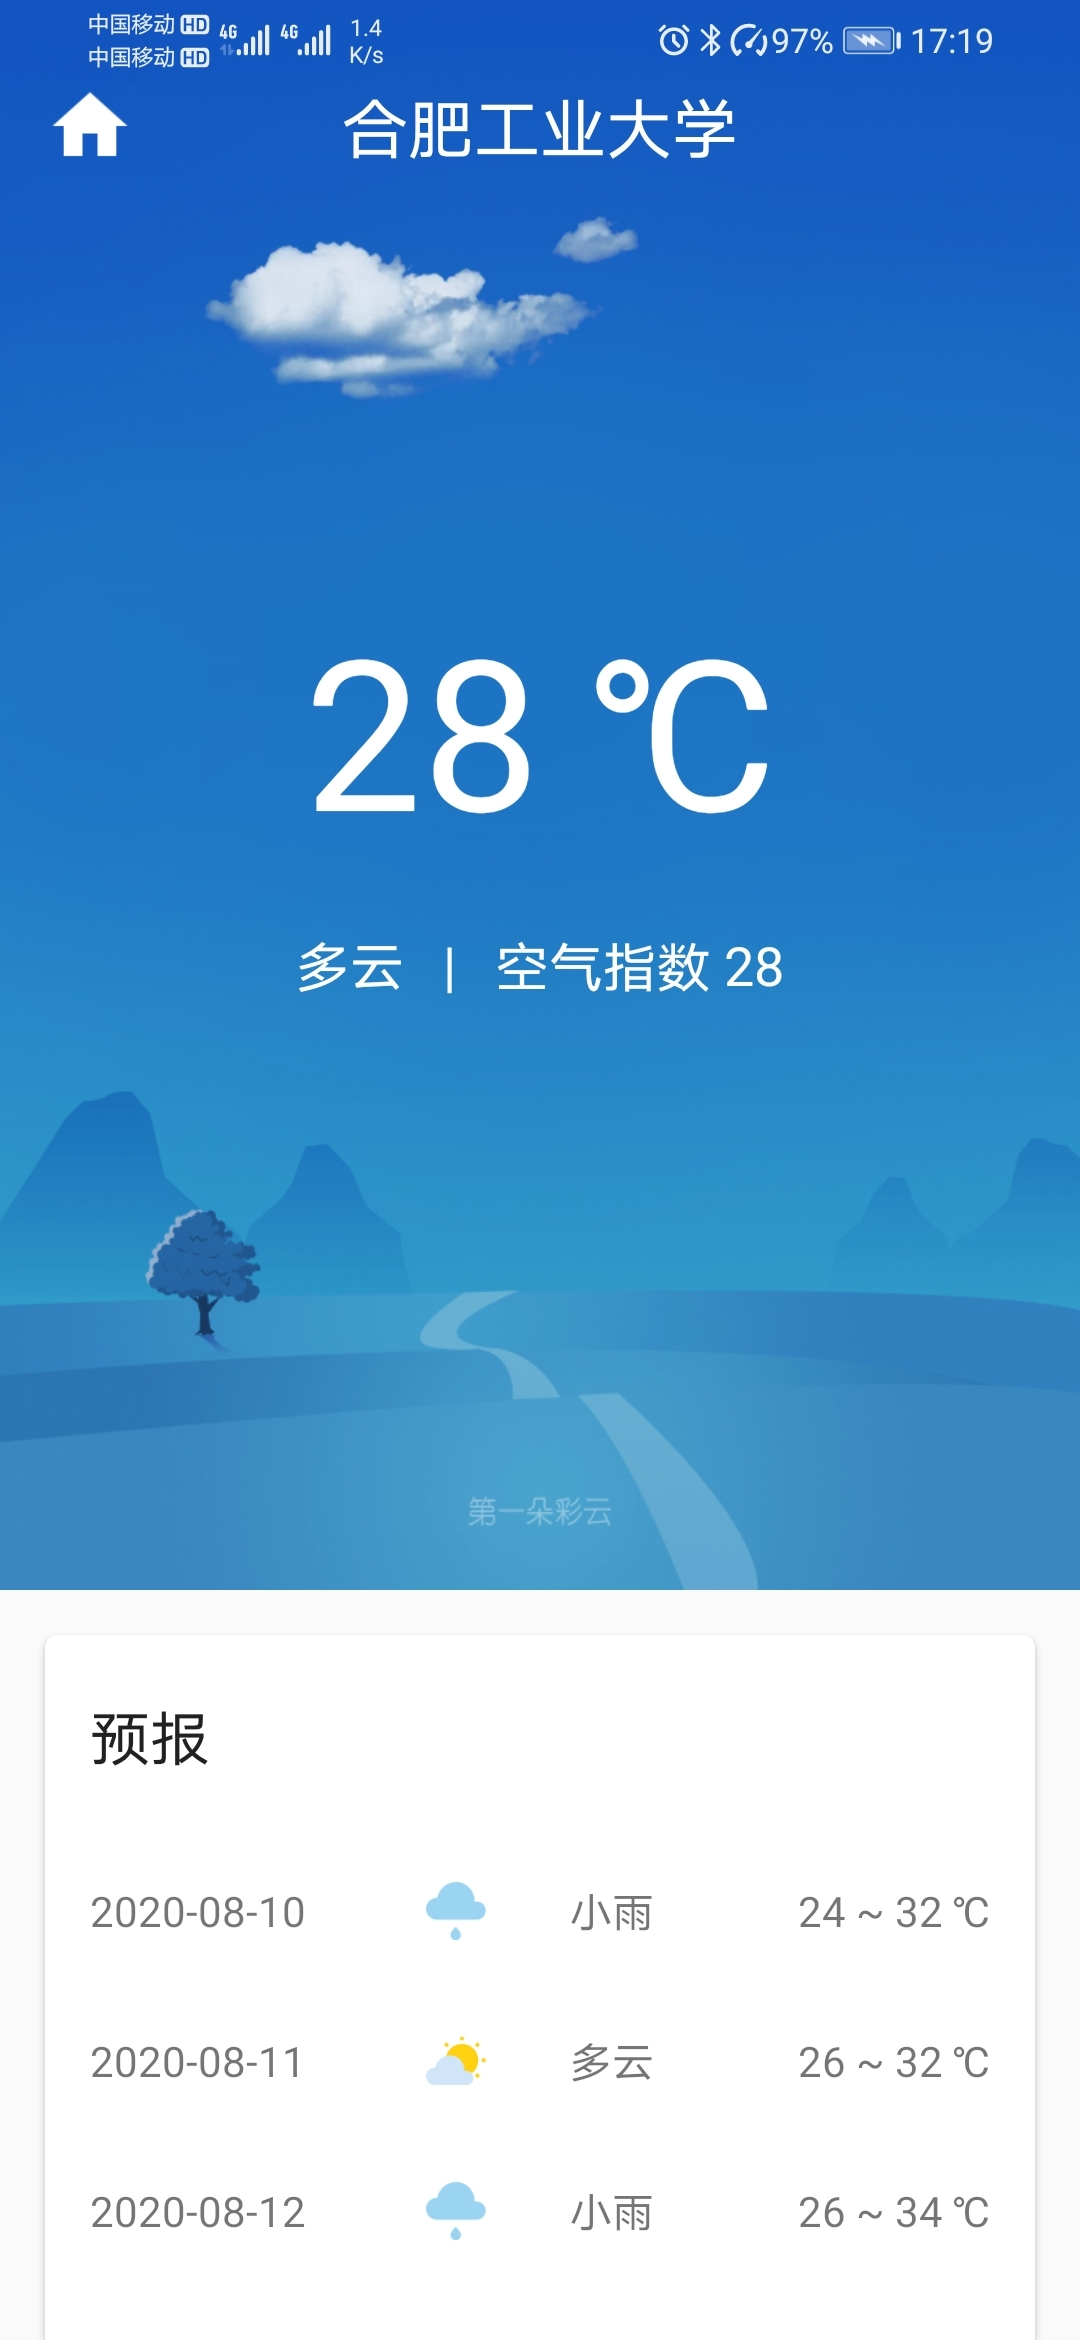 中国移动 HD 4G 4G 1.4
中国移动 HD K/s
97% 17:19
合肥工业大学
28 ℃
多云 | 空气指数 28
第一朵彩云
预报
2020-08-10 小雨 24 ~ 32 ℃
2020-08-11 多云 26 ~ 32 ℃
2020-08-12 小雨 26 ~ 34 ℃